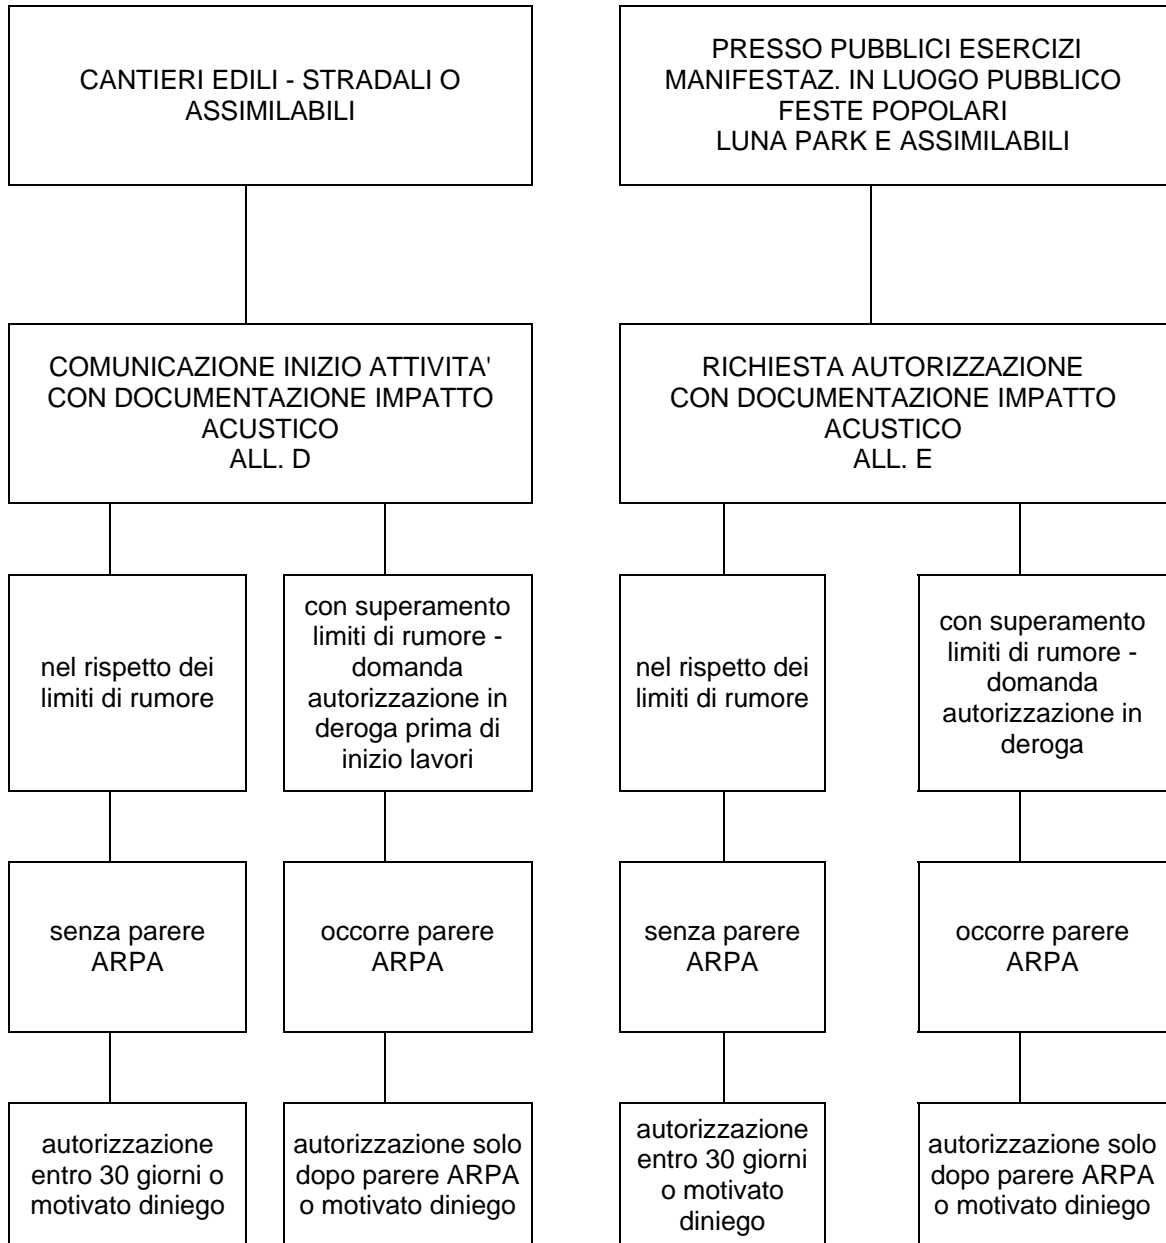 CANTIERI EDILI - STRADALI O
ASSIMILABILI
PRESSO PUBBLICI ESERCIZI
MANIFESTAZ. IN LUOGO PUBBLICO
FESTE POPOLARI
LUNA PARK E ASSIMILABILI
COMUNICAZIONE INIZIO ATTIVITA'
CON DOCUMENTAZIONE IMPATTO
ACUSTICO
ALL. D
RICHIESTA AUTORIZZAZIONE
CON DOCUMENTAZIONE IMPATTO
ACUSTICO
ALL. E
nel rispetto dei
limiti di rumore
con superamento
limiti di rumore -
domanda
autorizzazione in
deroga prima di
inizio lavori
nel rispetto dei
limiti di rumore
con superamento
limiti di rumore -
domanda
autorizzazione in
deroga
senza parere
ARPA
occorre parere
ARPA
senza parere
ARPA
occorre parere
ARPA
autorizzazione
entro 30 giorni o
motivato diniego
autorizzazione solo
dopo parere ARPA
o motivato diniego
autorizzazione
entro 30 giorni
o motivato
diniego
autorizzazione solo
dopo parere ARPA
o motivato diniego